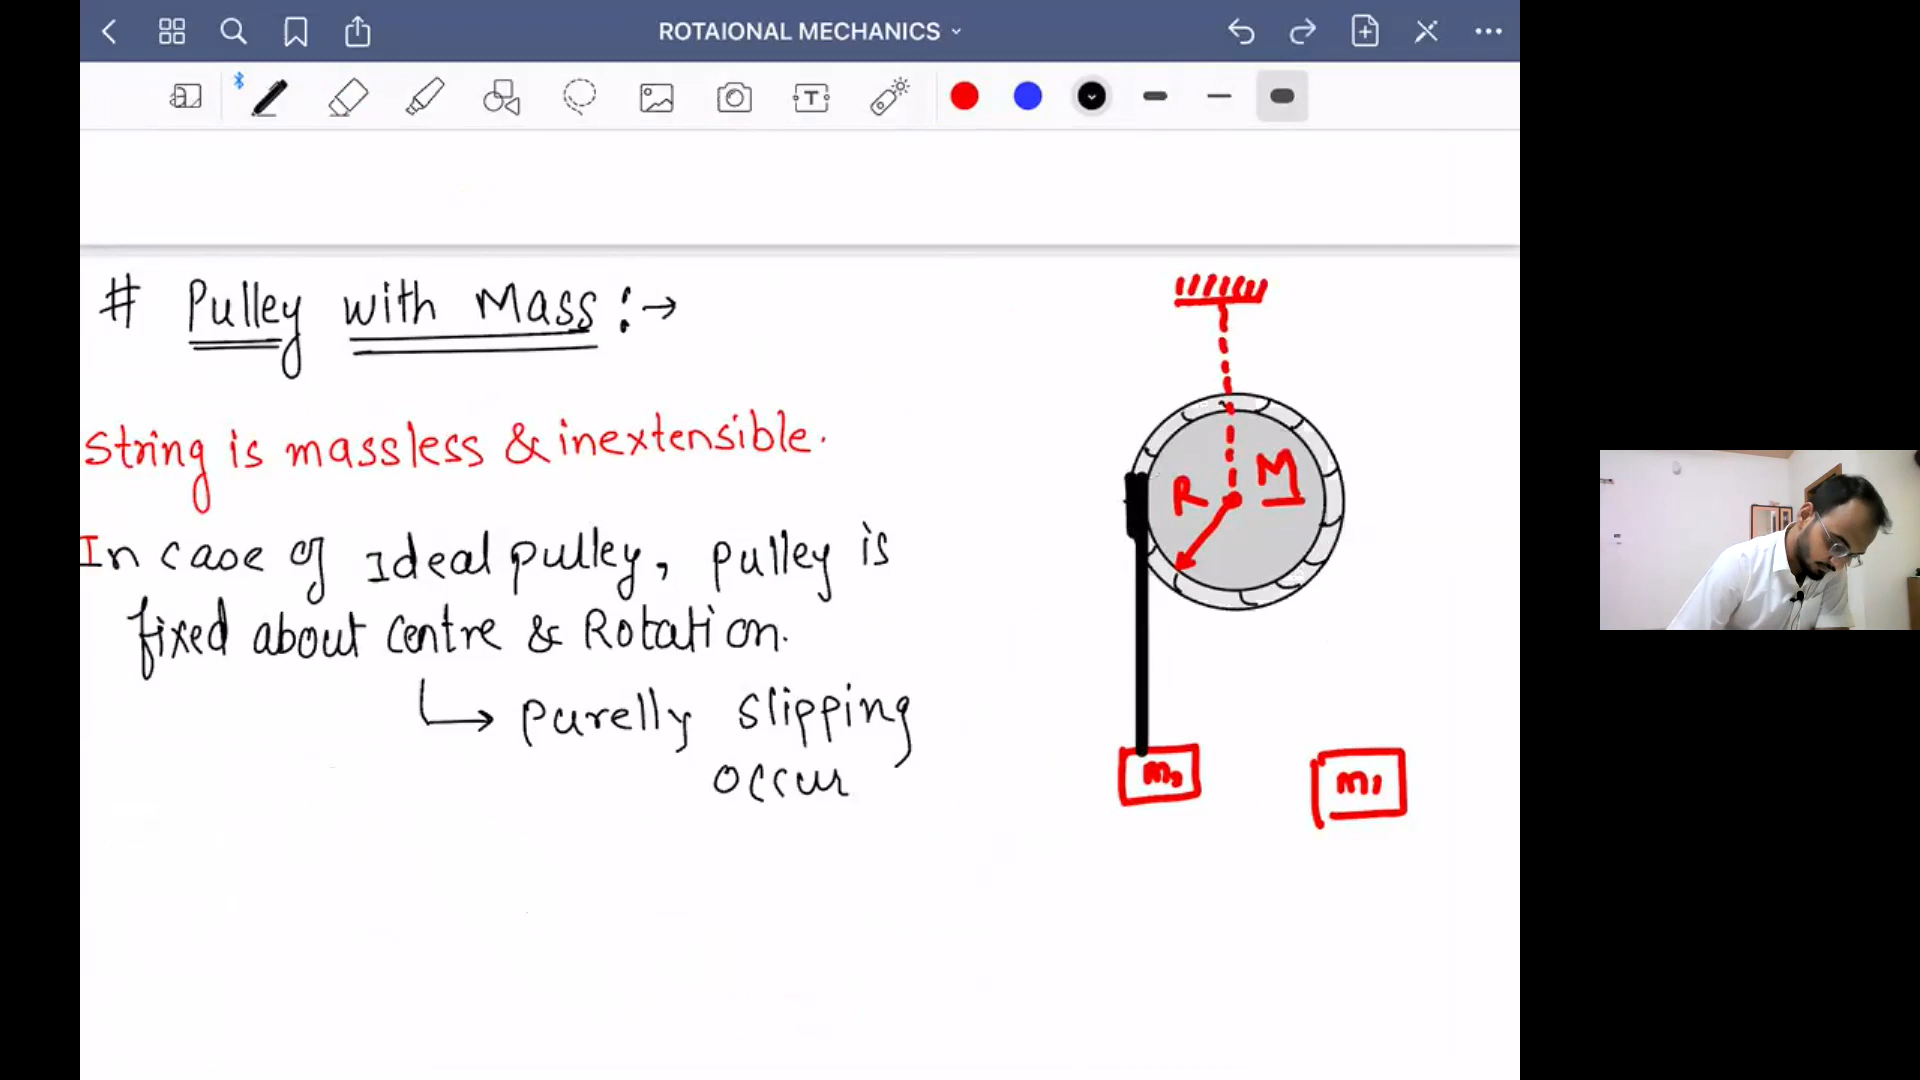 ROTAIONAL MECHANICS
T
# Pulley with Mass :→
String is massless & inextensible.
In case of Ideal pulley, pulley is
fixed about Centre & Rotation.
→ purelly slipping
occur
R M
m2
m1